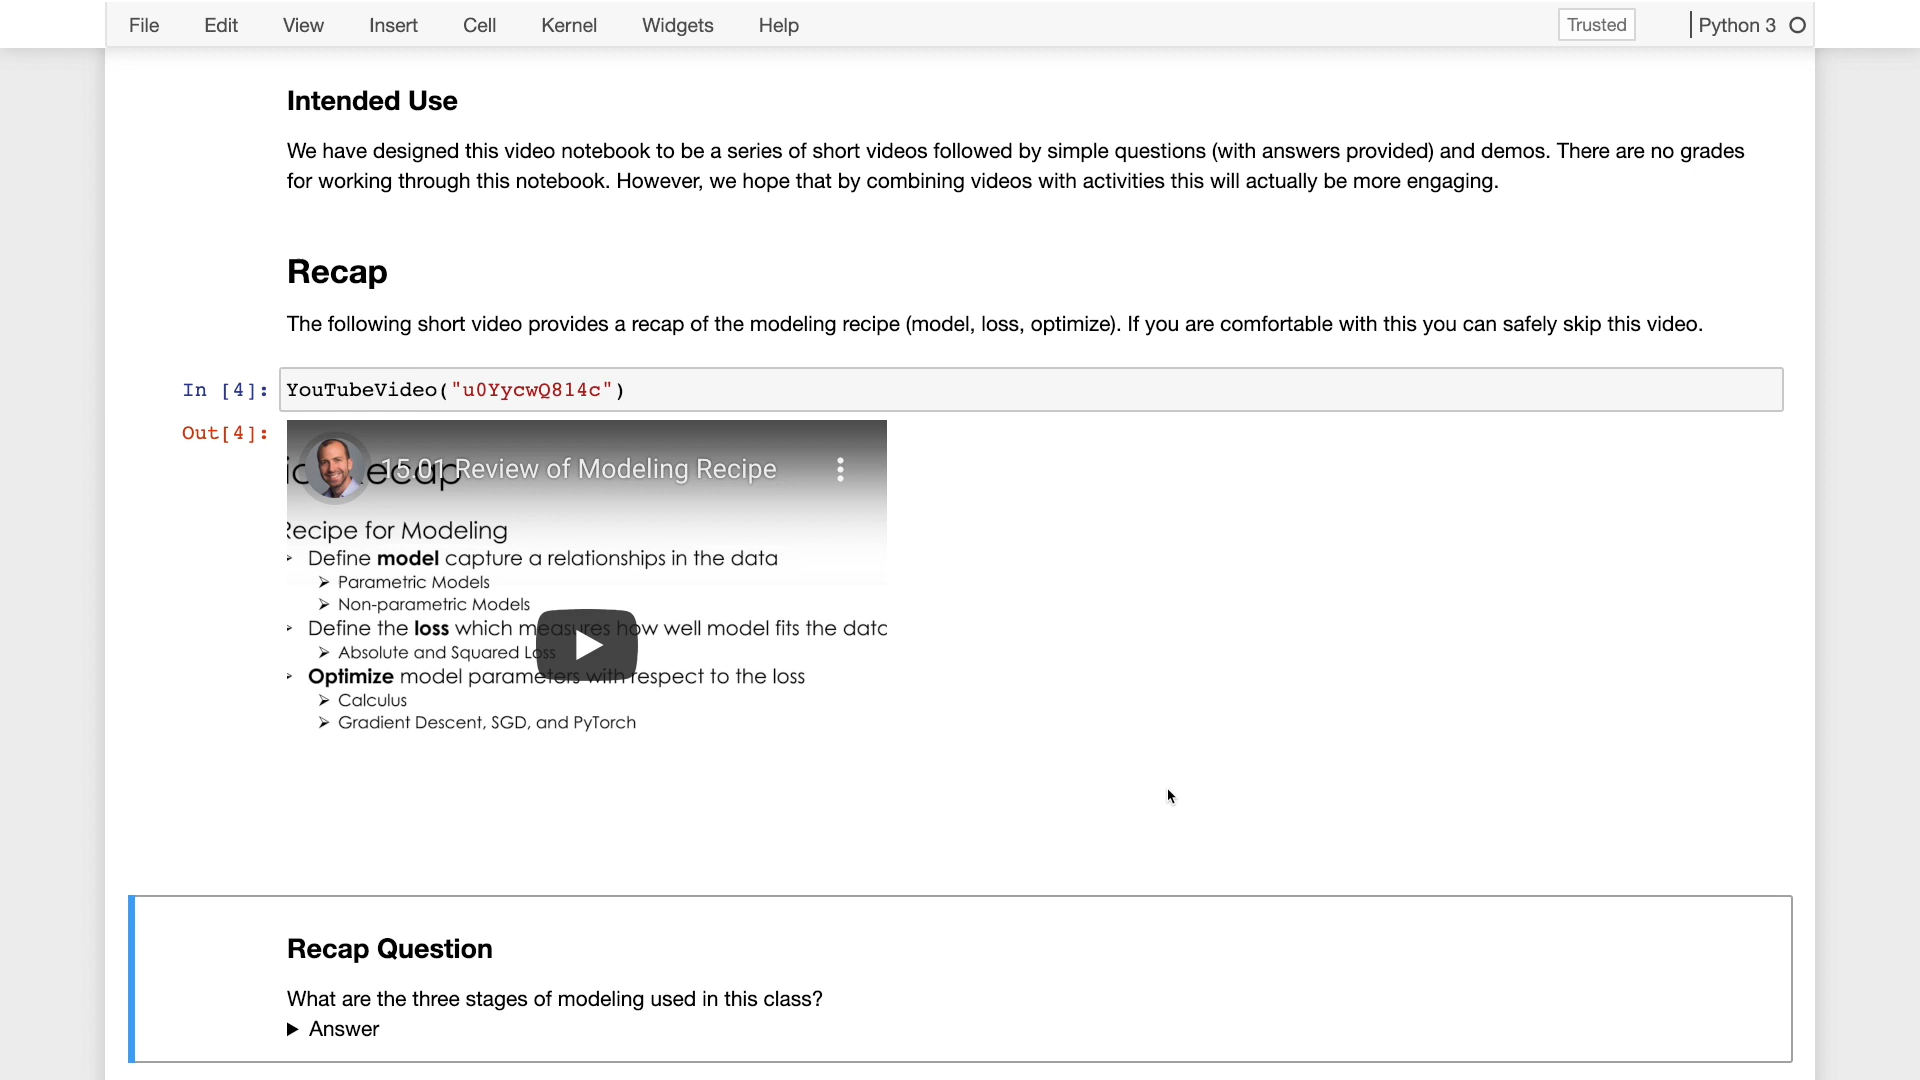 File Edit View Insert Cell Kernel Widgets Help Trusted Python 3
Intended Use
We have designed this video notebook to be a series of short videos followed by simple questions (with answers provided) and demos. There are no grades
for working through this notebook. However, we hope that by combining videos with activities this will actually be more engaging.
Recap
The following short video provides a recap of the modeling recipe (model, loss, optimize). If you are comfortable with this you can safely skip this video.
In [4]: YouTubeVideo("u0YycwQ814c")
Out[4]:
15.01 Review of Modeling Recipe
Recipe for Modeling
Define model capture a relationships in the data
➢ Parametric Models
➢ Non-parametric Models
Define the loss which measures how well model fits the data
➢ Absolute and Squared Loss
Optimize model parameters with respect to the loss
➢ Calculus
➢ Gradient Descent, SGD, and PyTorch
Recap Question
What are the three stages of modeling used in this class?
▶ Answer